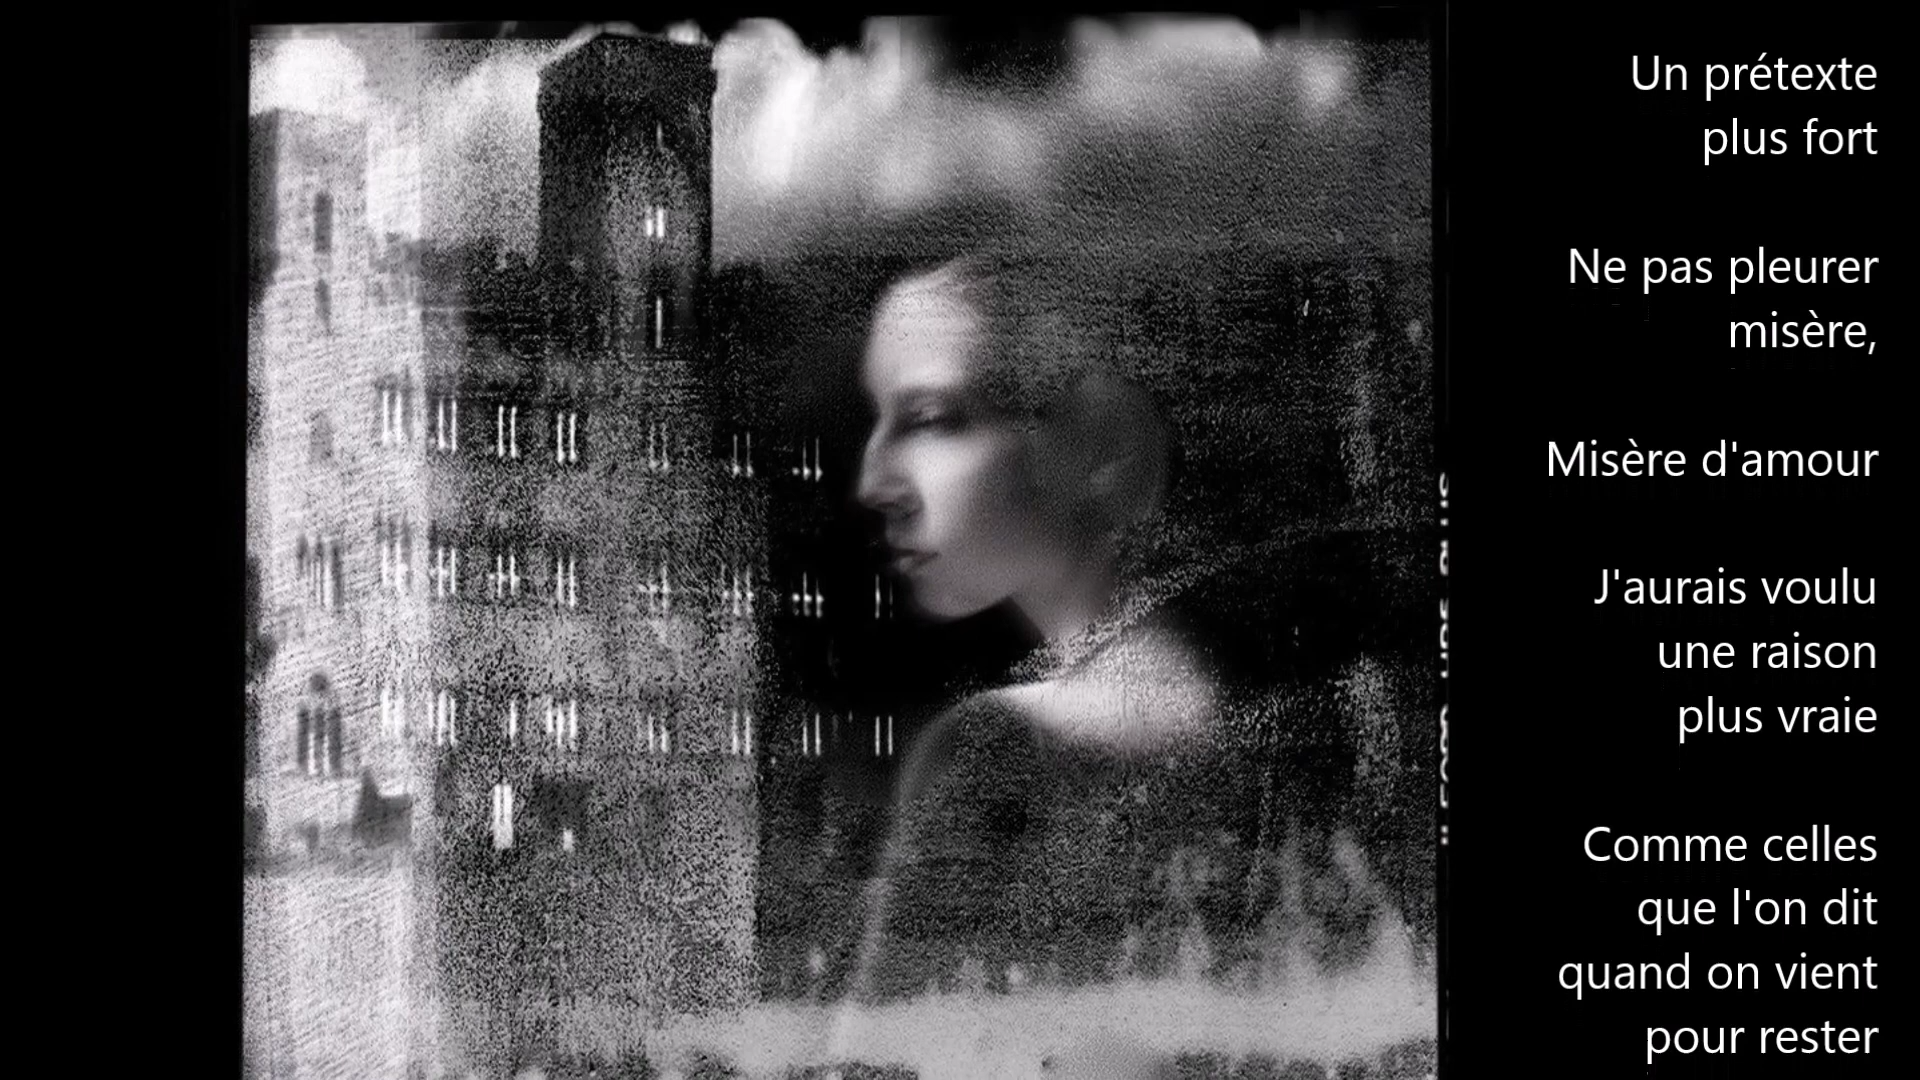 Un prétexte
plus fort
Ne pas pleurer
misère,
Misère d'amour
J'aurais voulu
une raison
plus vraie
Comme celles
que l'on dit
quand on vient
pour rester